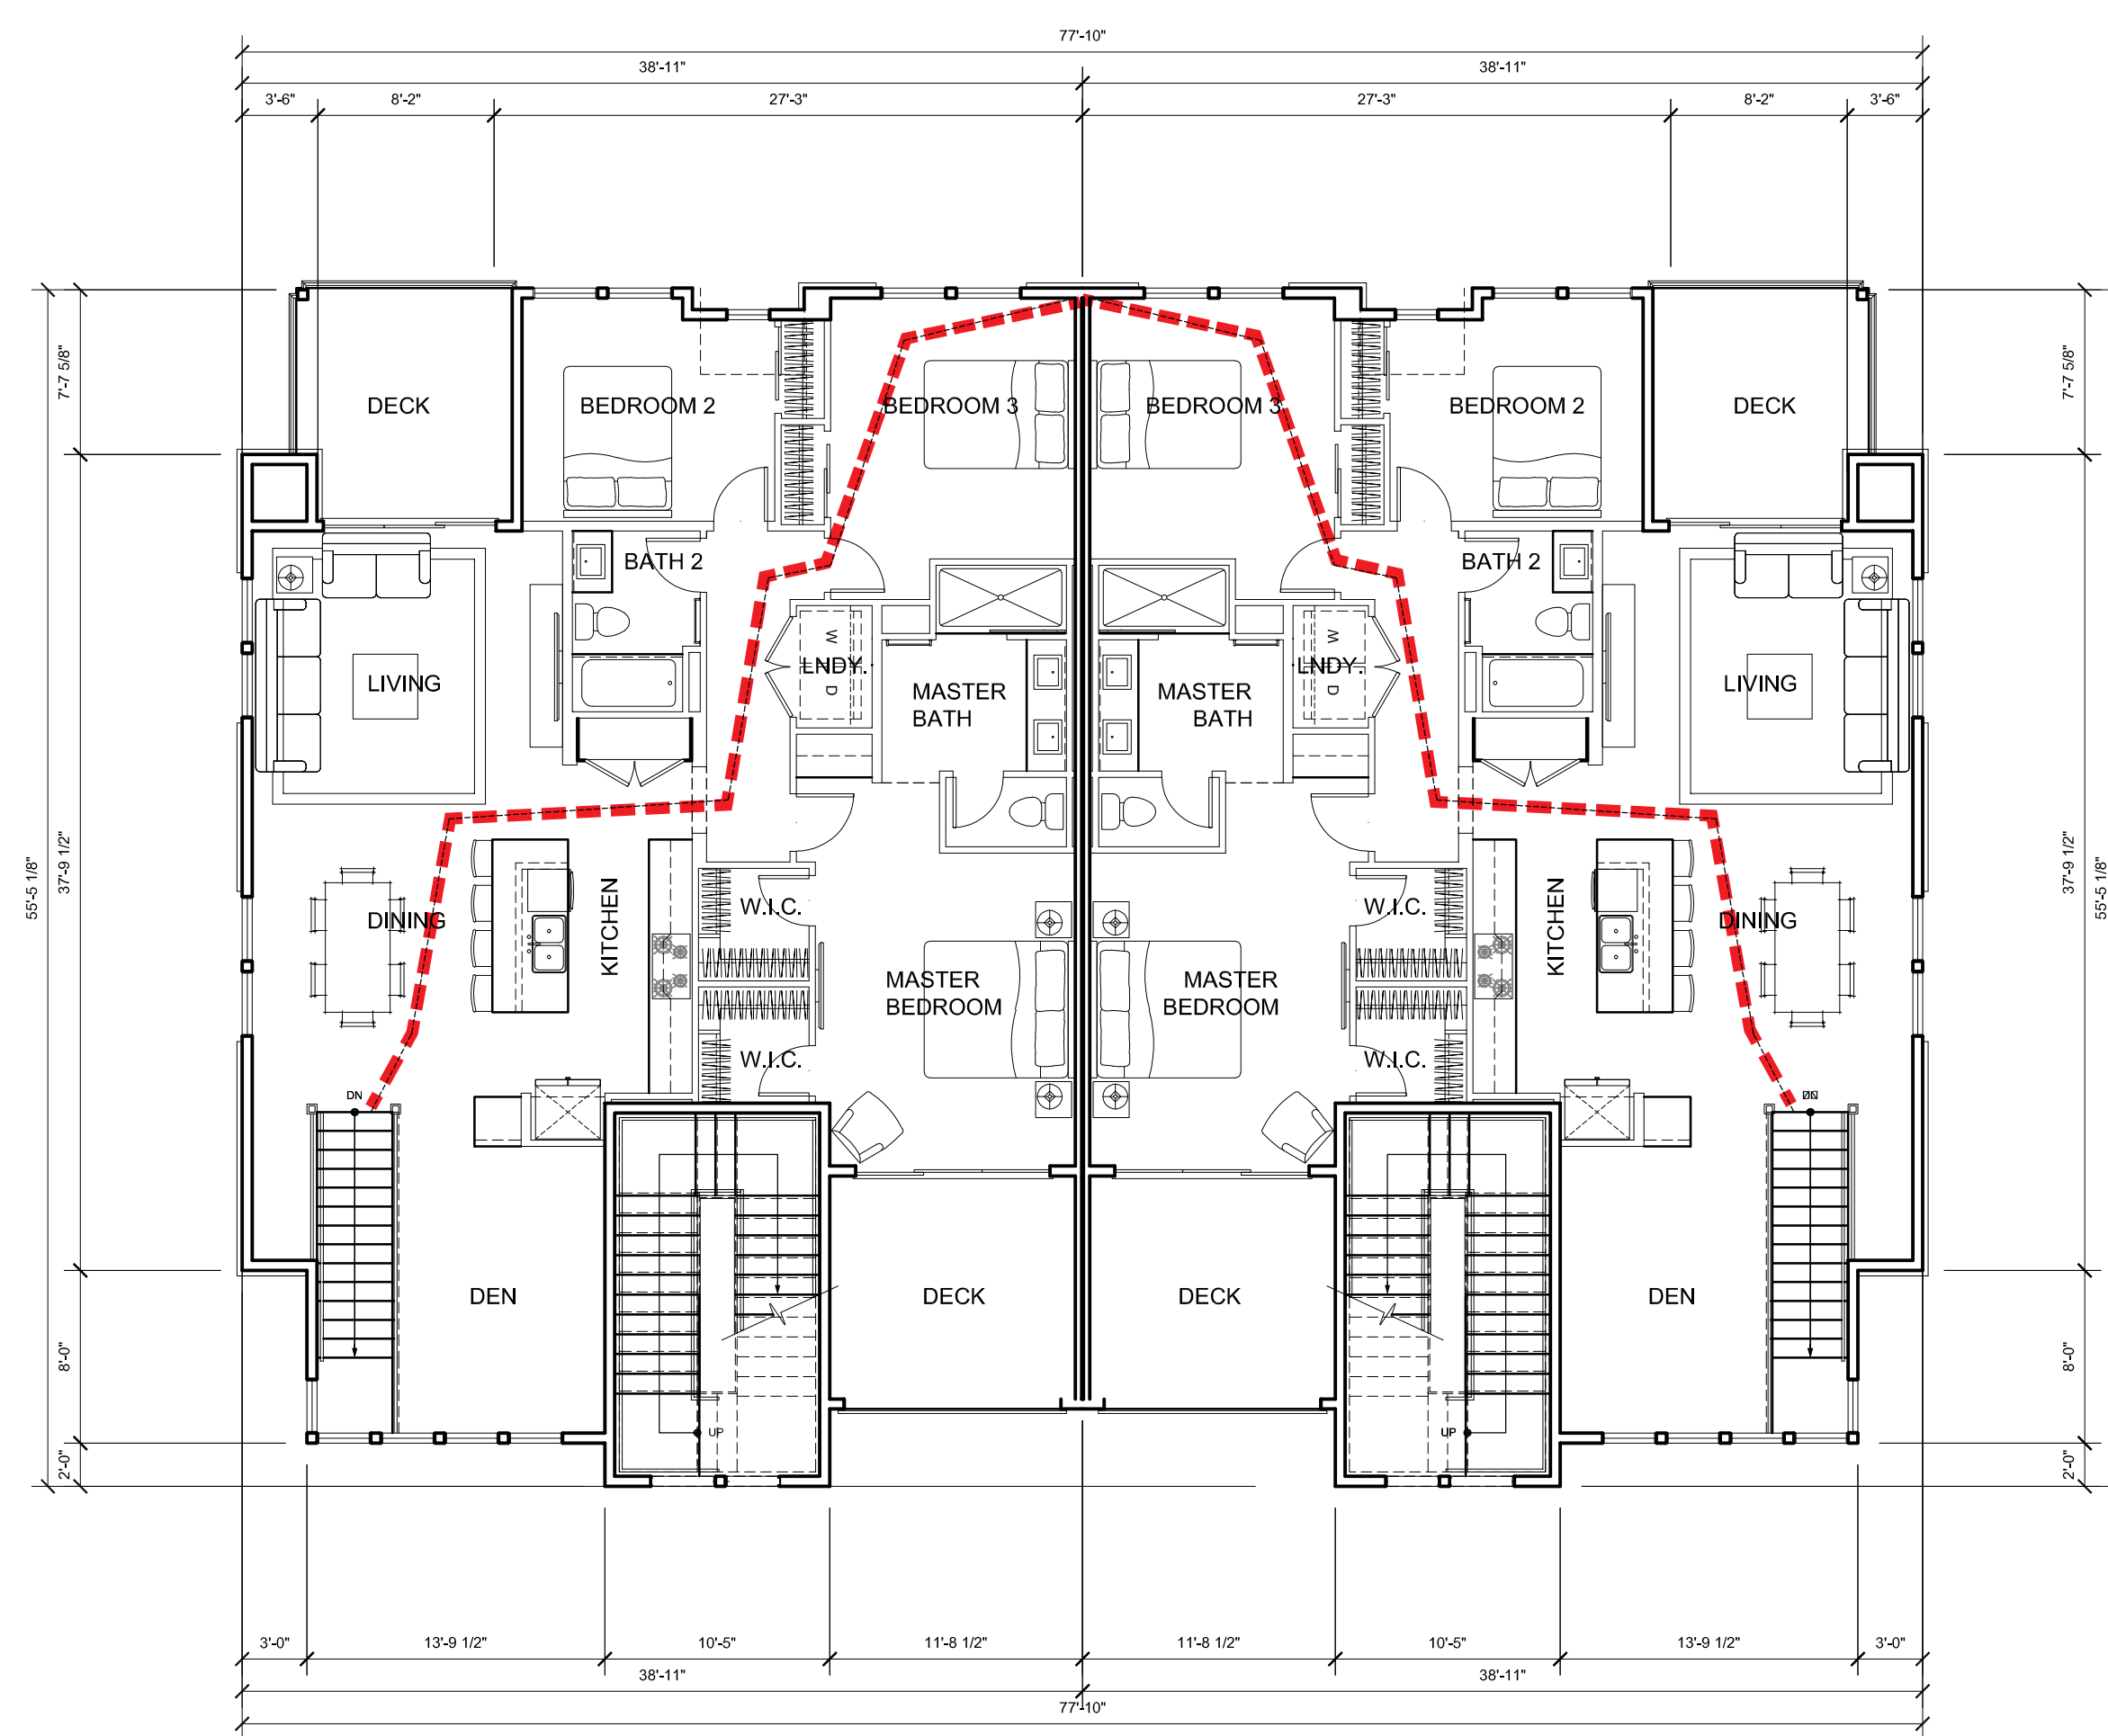 77'-10"
38'-11" 38'-11"
3'-6" 8'-2" 27'-3" 27'-3" 8'-2" 3'-6"
7'-7 5/8" 7'-7 5/8"
DECK BEDROOM 2 BEDROOM 3 BEDROOM 3 BEDROOM 2 DECK
BATH 2 BATH 2
W W
LIVING LNDY. LNDY. LIVING
D D
MASTER MASTER
BATH BATH
55'-5 1/8" 37'-9 1/2" 37'-9 1/2" 55'-5 1/8"
DINING KITCHEN W.I.C. W.I.C. KITCHEN DINING
MASTER MASTER
BEDROOM BEDROOM
W.I.C. W.I.C.
DN DN
DEN DECK DECK DEN
8'-0" 8'-0"
UP UP
2'-0" 2'-0"
3'-0" 13'-9 1/2" 10'-5" 11'-8 1/2" 11'-8 1/2" 10'-5" 13'-9 1/2" 3'-0"
38'-11" 38'-11"
77'-10"